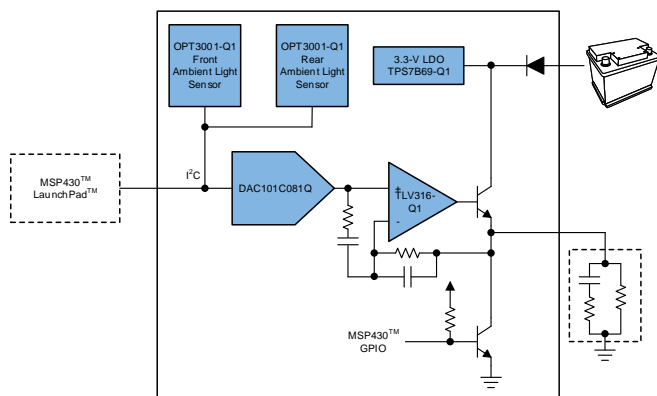 OPT3001-Q1
Front
Ambient Light
Sensor
OPT3001-Q1
Rear
Ambient Light
Sensor
3.3-V LDO
TPS7B69-Q1
MSP430™
LaunchPad™
I²C
DAC101C081Q
+
TLV316-
Q1
-
MSP430™
GPIO